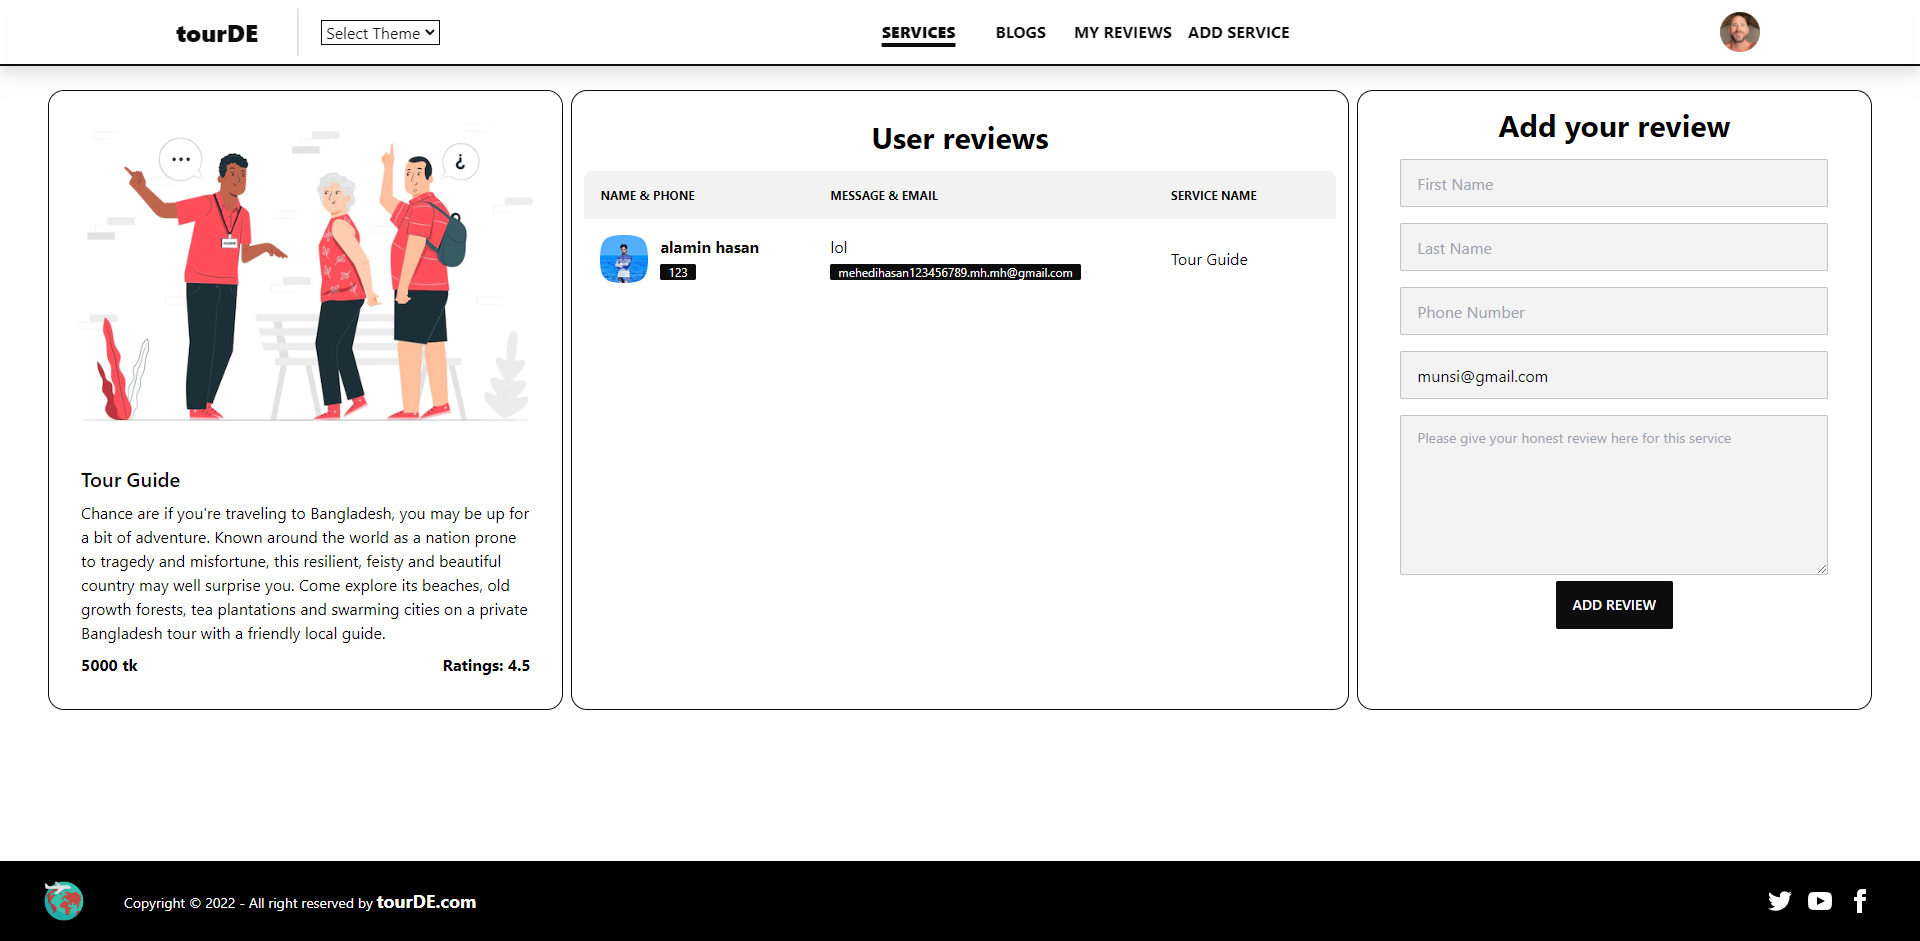 tourDE
Select Theme
SERVICES
BLOGS
MY REVIEWS
ADD SERVICE
Tour Guide
Chance are if you're traveling to Bangladesh, you may be up for
a bit of adventure. Known around the world as a nation prone
to tragedy and misfortune, this resilient, feisty and beautiful
country may well surprise you. Come explore its beaches, old
growth forests, tea plantations and swarming cities on a private
Bangladesh tour with a friendly local guide.
5000 tk
Ratings: 4.5
User reviews
NAME & PHONE
MESSAGE & EMAIL
SERVICE NAME
alamin hasan
123
lol
mehedihasan123456789.mh.mh@gmail.com
Tour Guide
Add your review
First Name
Last Name
Phone Number
munsi@gmail.com
Please give your honest review here for this service
ADD REVIEW
Copyright © 2022 - All right reserved by tourDE.com